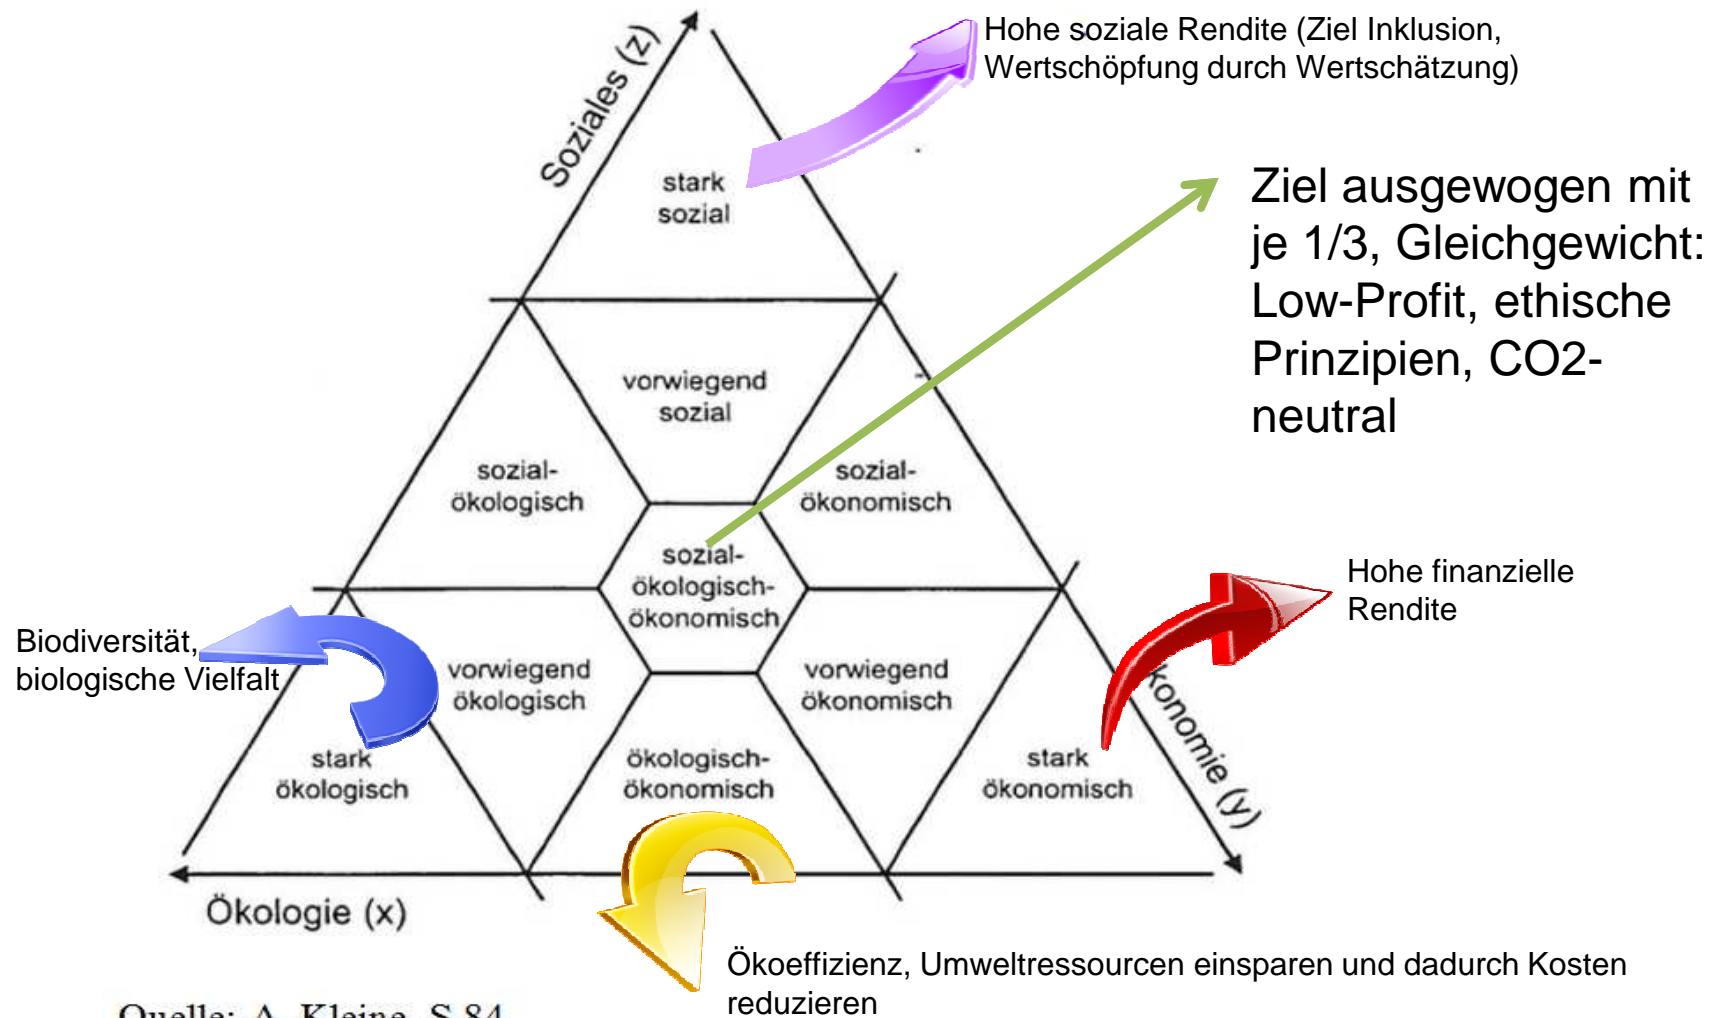 Hohe soziale Rendite (Ziel Inklusion,
Wertschöpfung durch Wertschätzung)
Soziales (z)
stark
sozial
Ziel ausgewogen mit
je 1/3, Gleichgewicht:
Low-Profit, ethische
Prinzipien, CO2-
neutral
vorwiegend
sozial
sozial-
ökologisch
sozial-
ökonomisch
sozial-
ökologisch-
ökonomisch
Hohe finanzielle
Rendite
Biodiversität,
biologische Vielfalt
vorwiegend
ökologisch
vorwiegend
ökonomisch
konomie (y)
stark
ökologisch
ökologisch-
ökonomisch
stark
ökonomisch
Ökologie (x)
Ökoeffizienz, Umweltressourcen einsparen und dadurch Kosten
reduzieren
Quelle: A. Kleine, S.84